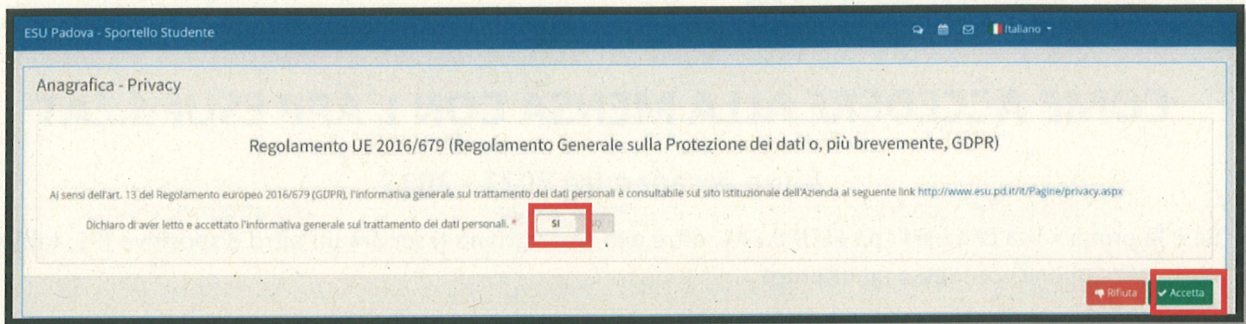 ESU Padova - Sportello Studente
Italiano
Anagrafica - Privacy
Regolamento UE 2016/679 (Regolamento Generale sulla Protezione dei dati o, più brevemente, GDPR)
Ai sensi dell'art. 13 del Regolamento europeo 2016/679 (GDPR), l'informativa generale sul trattamento dei dati personali è consultabile sul sito istituzionale dell'Azienda al seguente link http://www.esu.pd.it/it/Pagine/privacy.aspx
Dichiaro di aver letto e accettato l'informativa generale sul trattamento dei dati personali. *
SI
Rifiuta
Accetta